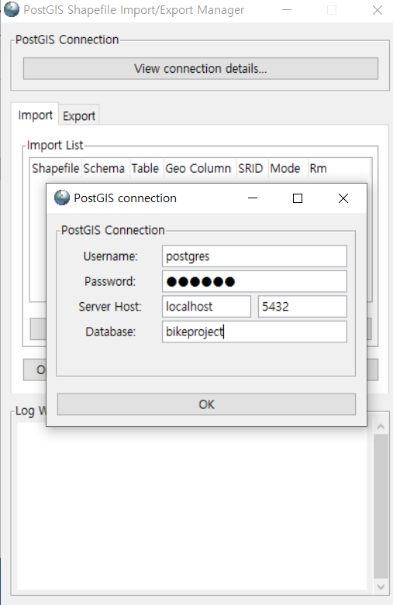 PostGIS Shapefile Import/Export Manager
PostGIS Connection
View connection details...
Import Export
Import List
Shapefile Schema Table Geo Column SRID Mode Rm
PostGIS connection
PostGIS Connection
Username: postgres
Password: ●●●●●●
Server Host: localhost 5432
Database: bikeproject
OK
Log